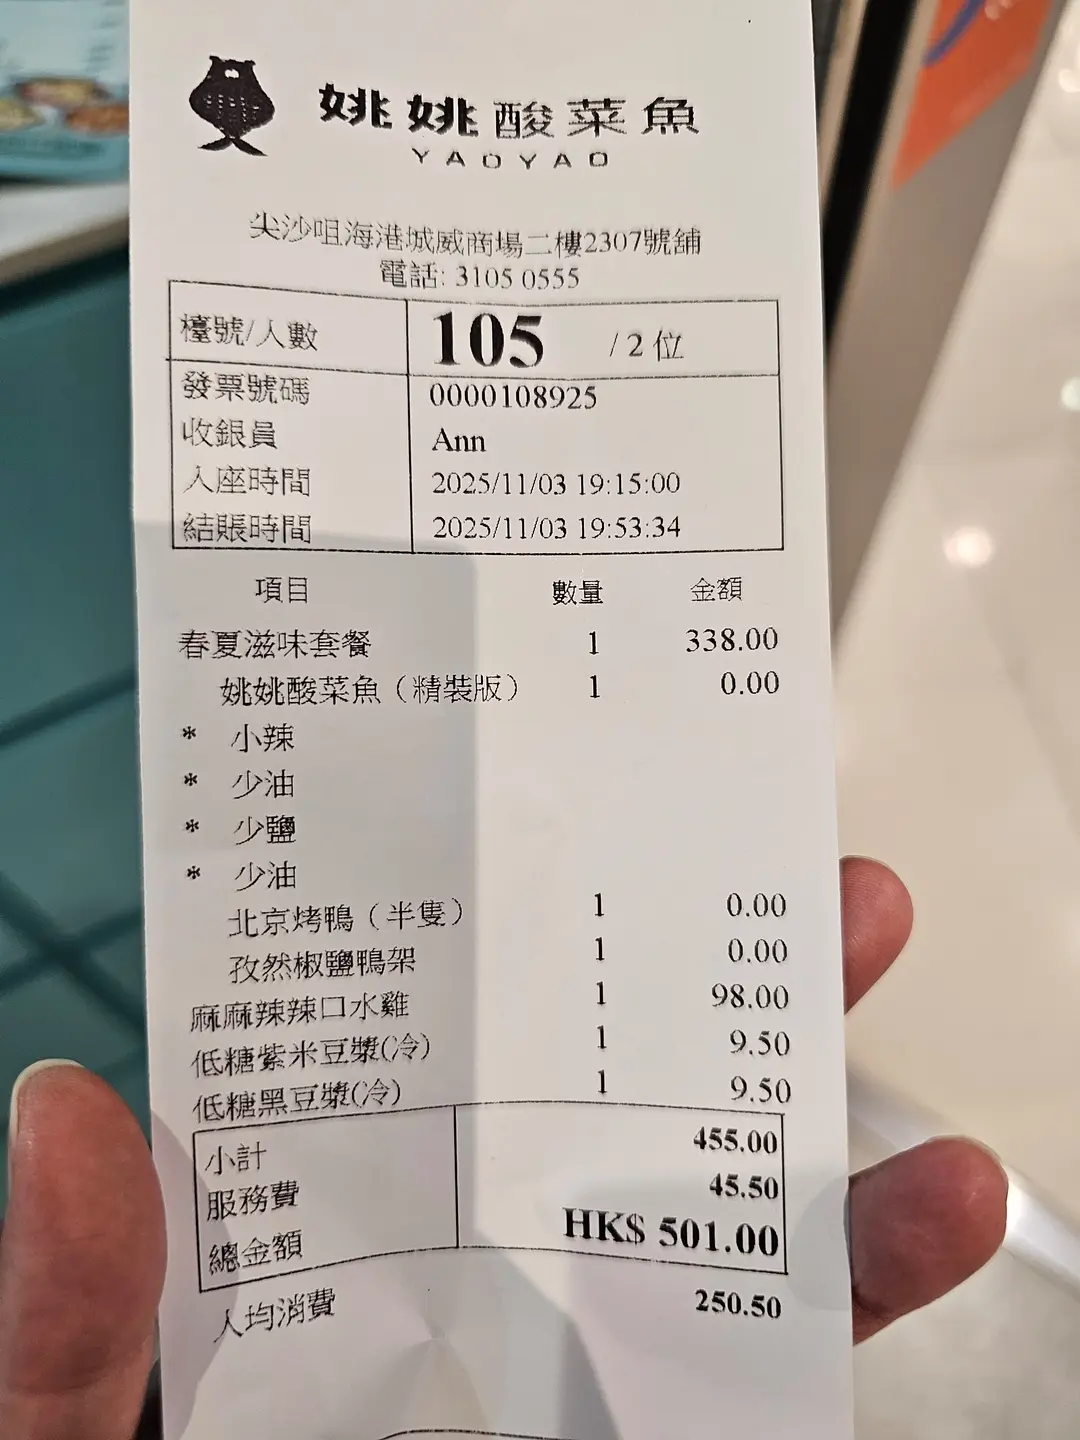 姚姚酸菜魚
YAOYAO
尖沙咀海港城威商場二樓2307號舖
電話: 3105 0555
檯號/人數 105 /2 位
發票號碼 0000108925
收銀員 Ann
入座時間 2025/11/03 19:15:00
結賬時間 2025/11/03 19:53:34
項目 數量 金額
春夏滋味套餐 1 338.00
姚姚酸菜魚（精裝版） 1 0.00
* 小辣
* 少油
* 少鹽
* 少油
北京烤鴨（半隻） 1 0.00
孜然椒鹽鴨架 1 0.00
麻麻辣辣口水雞 1 98.00
低糖紫米豆漿(冷) 1 9.50
低糖黑豆漿(冷) 1 9.50
小計 455.00
服務費 45.50
總金額 HK$ 501.00
人均消費 250.50